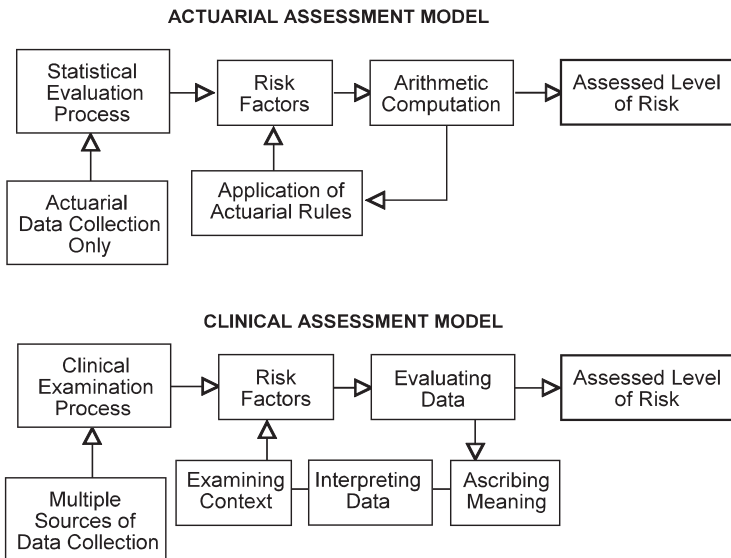 ACTUARIAL ASSESSMENT MODEL
Statistical
Evaluation
Process
Risk
Factors
Arithmetic
Computation
Assessed Level
of Risk
Actuarial
Data Collection
Only
Application of
Actuarial Rules
CLINICAL ASSESSMENT MODEL
Clinical
Examination
Process
Risk
Factors
Evaluating
Data
Assessed Level
of Risk
Multiple
Sources of
Data Collection
Examining
Context
Interpreting
Data
Ascribing
Meaning